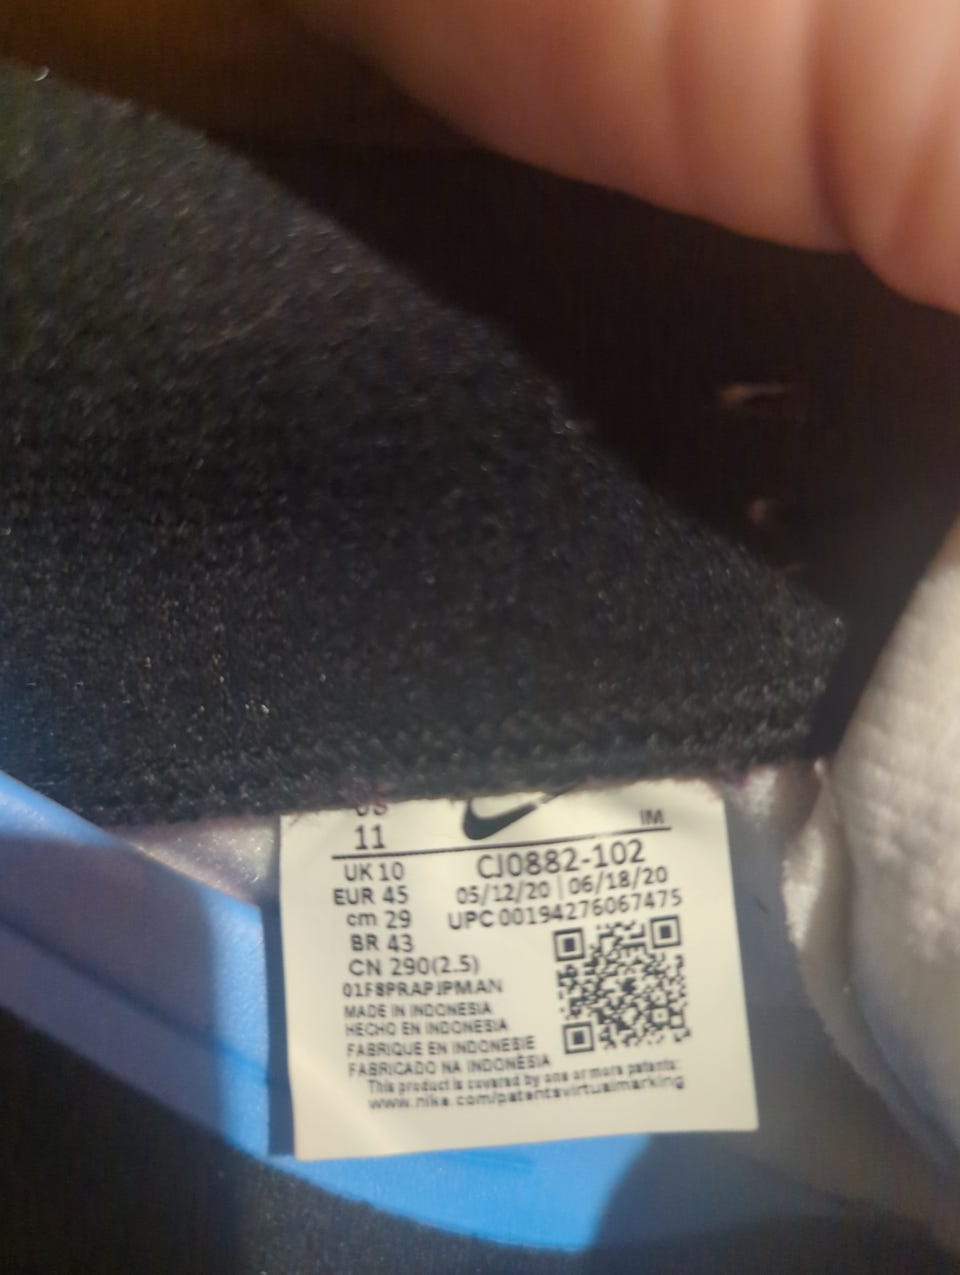 US
11
IM
UK 10
EUR 45
cm 29
BR 43
CN 290(2.5)
CJ0882-102
05/12/20 | 06/18/20
UPC 00194276067475
01F8PRAPJPMAN
MADE IN INDONESIA
HECHO EN INDONESIA
FABRIQUE EN INDONESIE
FABRICADO NA INDONÉSIA
This product is covered by one or more patents:
www.nike.com/patentsvirtualmarking